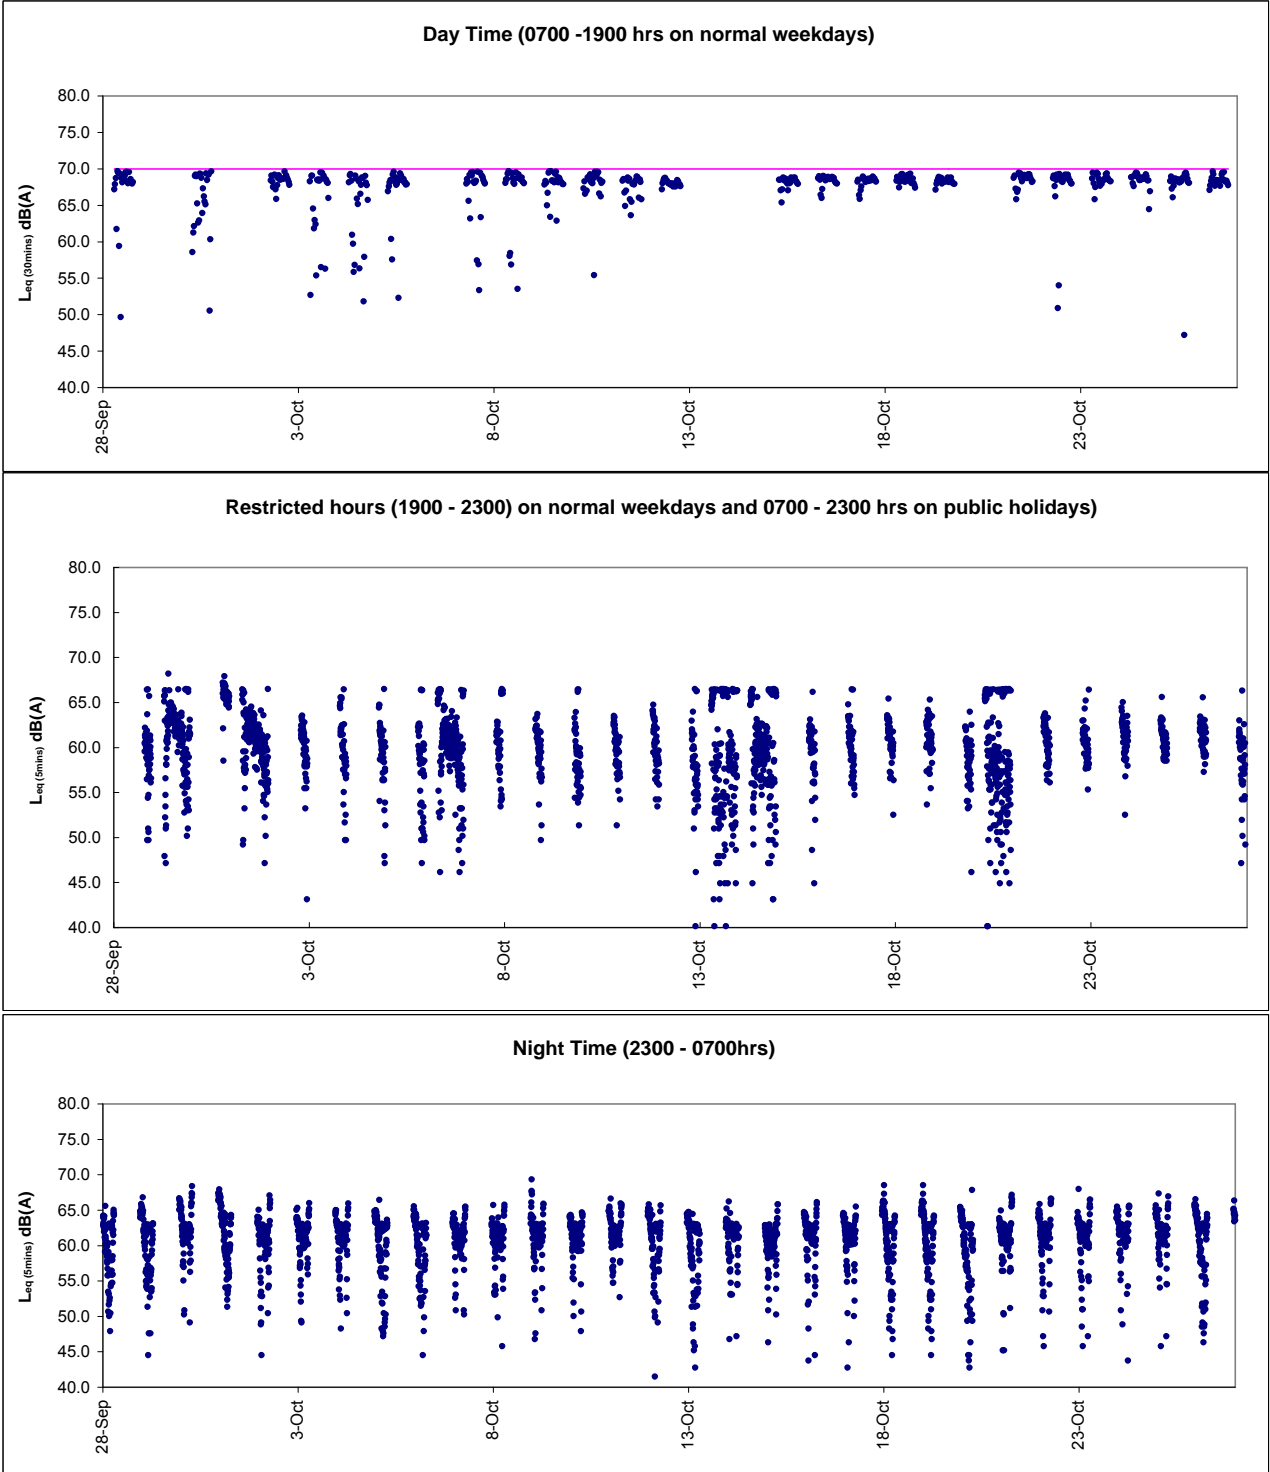 Day Time (0700 -1900 hrs on normal weekdays)
80.0
75.0
70.0
65.0
60.0
55.0
50.0
45.0
40.0
Leq (30mins) dB(A)
28-Sep
3-Oct
8-Oct
13-Oct
18-Oct
23-Oct
Restricted hours (1900 - 2300) on normal weekdays and 0700 - 2300 hrs on public holidays)
80.0
75.0
70.0
65.0
60.0
55.0
50.0
45.0
40.0
Leq (5mins) dB(A)
28-Sep
3-Oct
8-Oct
13-Oct
18-Oct
23-Oct
Night Time (2300 - 0700hrs)
80.0
75.0
70.0
65.0
60.0
55.0
50.0
45.0
40.0
Leq (5mins) dB(A)
28-Sep
3-Oct
8-Oct
13-Oct
18-Oct
23-Oct